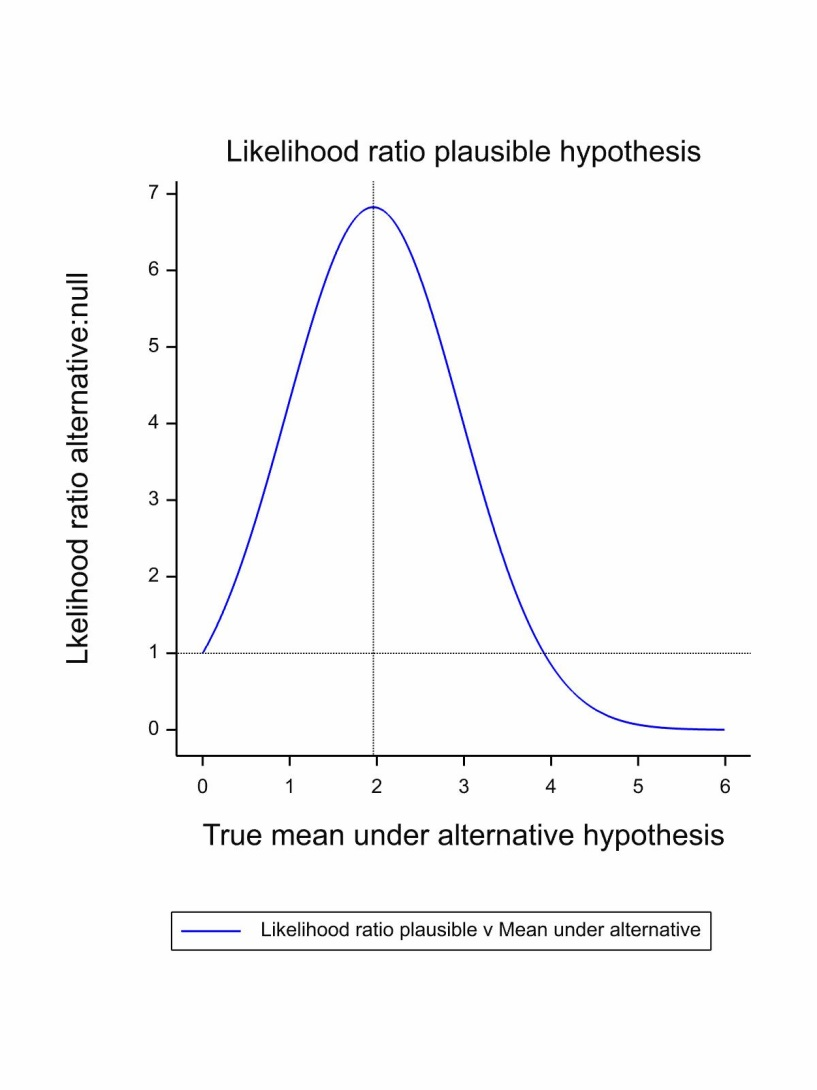 Likelihood ratio plausible hypothesis
7
6
5
4
3
2
1
0
Lkelihood ratio alternative:null
0 1 2 3 4 5 6
True mean under alternative hypothesis
Likelihood ratio plausible v Mean under alternative